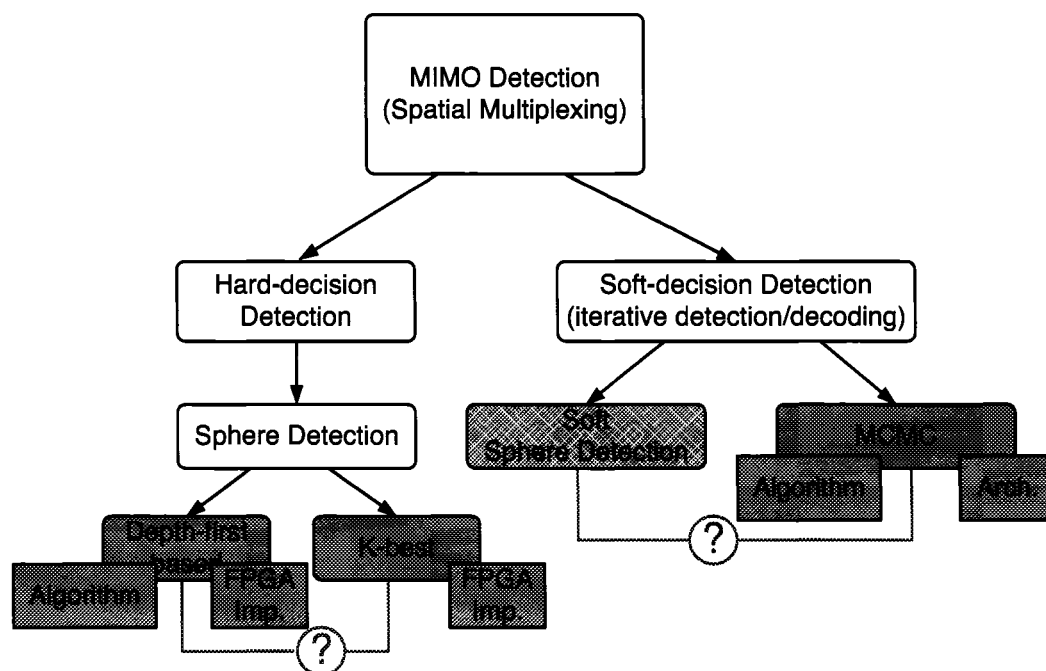 MIMO Detection
(Spatial Multiplexing)
Hard-decision
Detection
Soft-decision Detection
(iterative detection/decoding)
Sphere Detection
Soft
Sphere Detection
MCMC
Algorithm
Arch.
Depth-first
based
K-best
Algorithm
FPGA
Imp.
FPGA
imp.
?
?